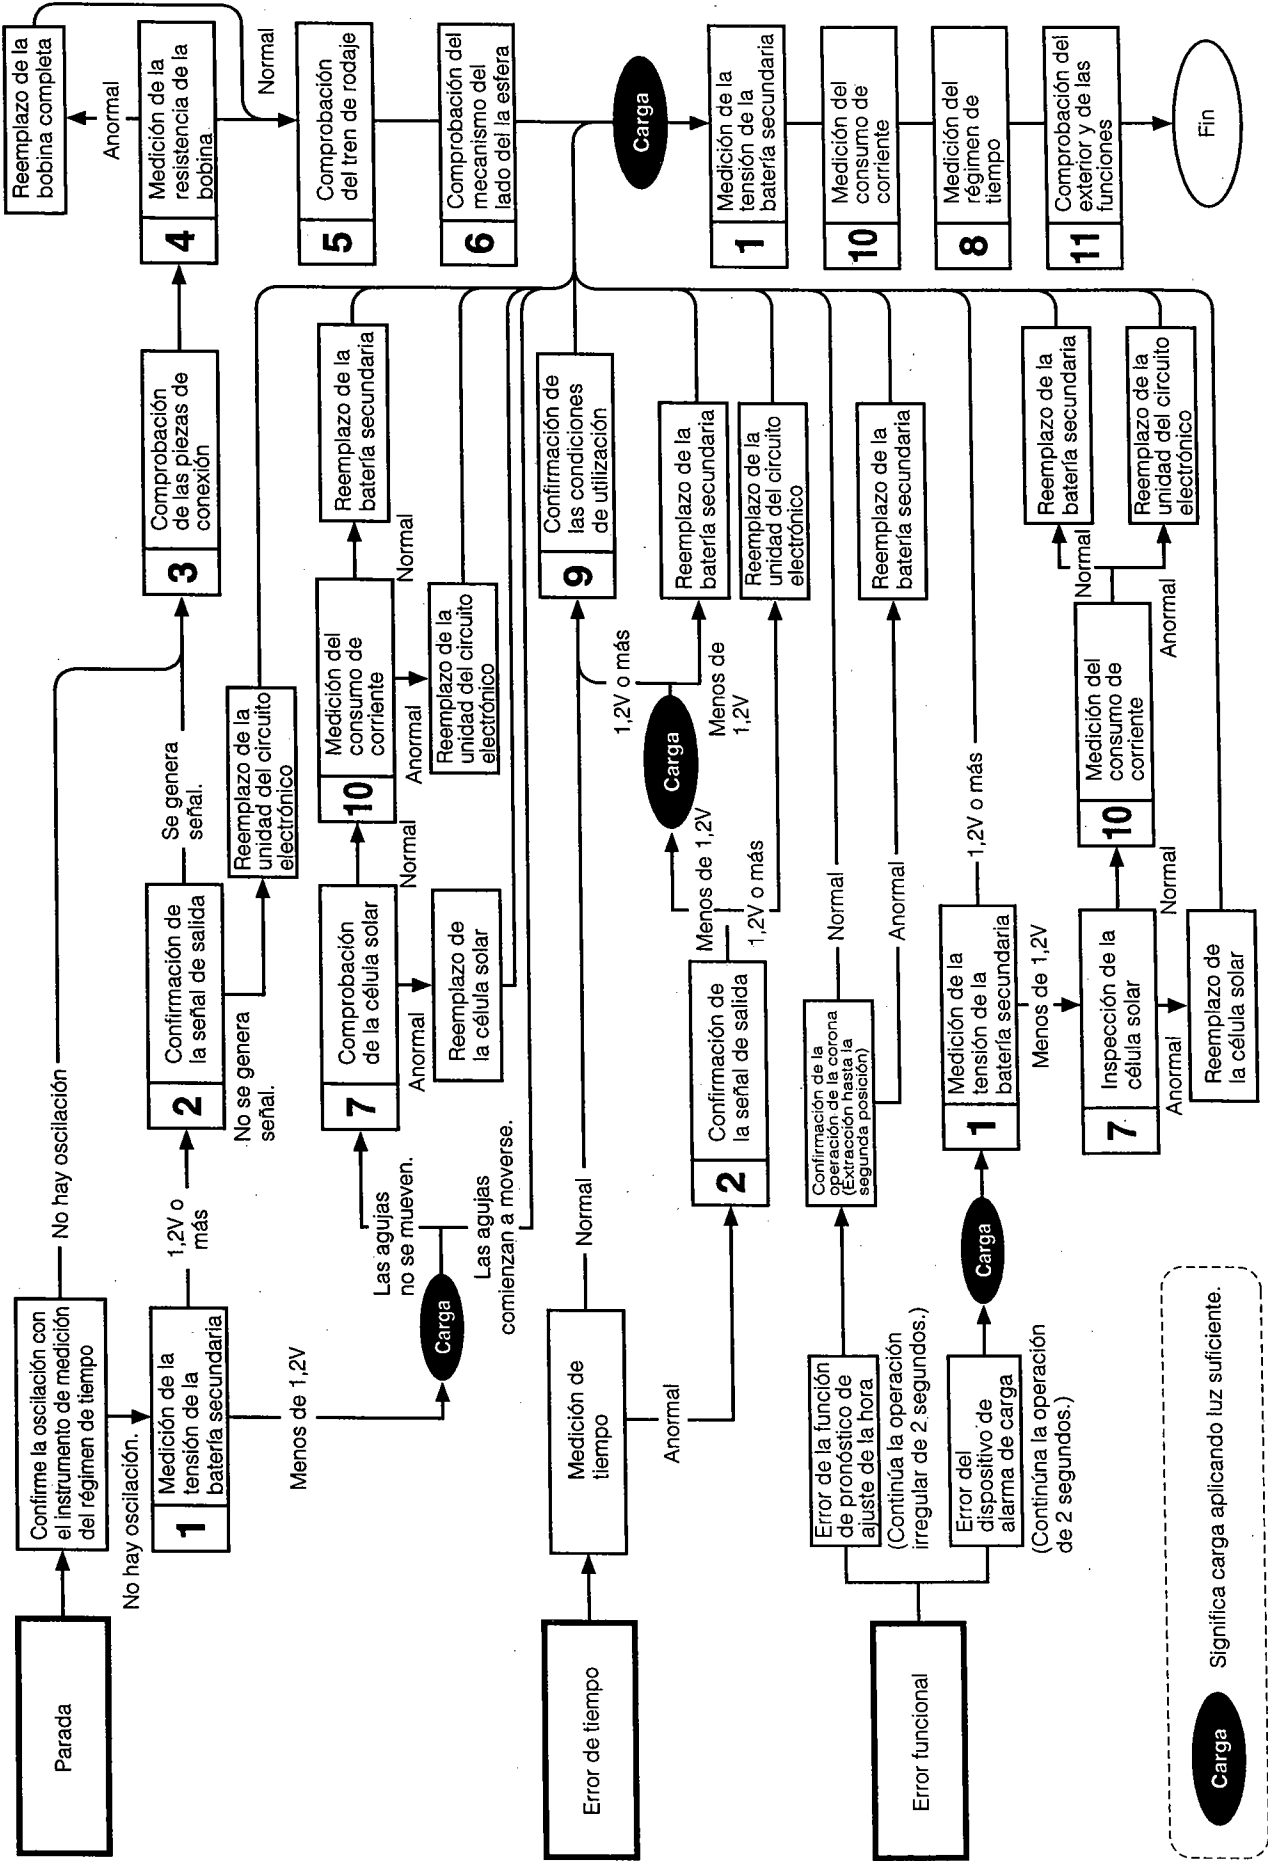 Parada
Confirme la oscilación con
el instrumento de medición
del régimen de tiempo
No hay oscilación
No hay oscilación.
1
Medición de la
tensión de la
batería secundaria
1,2V o
más
2
Confirmación de
la señal de salida
Se genera
señal.
3
Comprobación
de las piezas de
conexión
4
Medición de la
resistencia de la
bobina
Anormal
Reemplazo de la
bobina completa
Normal
No se genera
señal.
Reemplazo de la
unidad del circuito
electrónico
5
Comprobación
del tren de rodaje
Menos de 1,2V
Carga
Las agujas
no se mueven.
7
Comprobación
de la célula solar
Normal
10
Medición del
consumo de
corriente
Normal
Reemplazo de la
batería secundaria
Anormal
Reemplazo de
la célula solar
Anormal
Reemplazo de la
unidad del circuito
electrónico
Las agujas
comienzan a moverse.
6
Comprobación del
mecanismo del
lado del la esfera
Error de tiempo
Medición de
tiempo
Normal
9
Confirmación de
las condiciones
de utilización
Anormal
2
Confirmación de
la señal de salida
Menos de 1,2V
Carga
1,2V o más
Menos de
1,2V
Reemplazo de la
batería secundaria
1,2V o más
Reemplazo de la
unidad del circuito
electrónico
Carga
1
Medición de la
tensión de la
batería secundaria
10
Medición del
consumo de
corriente
8
Medición del
régimen de
tiempo
11
Comprobación del
exterior y de las
funciones
Fin
Error funcional
Error de la función
de pronóstico de
ajuste de la hora
(Continúa la operación
irregular de 2 segundos.)
Confirmación de la
operación de la corona
(Extracción hasta la
segunda posición)
Normal
Anormal
Reemplazo de la
batería secundaria
Error del
dispositivo de
alarma de carga
(Continúna la operación
de 2 segundos.)
Carga
1
Medición de la
tensión de la
batería secundaria
1,2V o más
Menos de 1,2V
7
Inspección de la
célula solar
Normal
10
Medición del
consumo de
corriente
Normal
Reemplazo de la
batería secundaria
Anormal
Reemplazo de la
unidad del circuito
electrónico
Anormal
Reemplazo de
la célula solar
Carga
Significa carga aplicando luz suficiente.